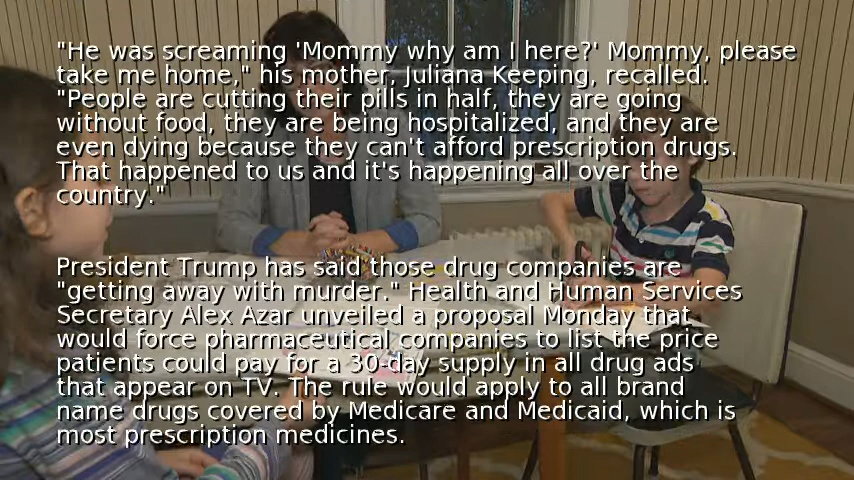 "He was screaming 'Mommy why am I here?' Mommy, please
take me home," his mother, Juliana Keeping, recalled.
"People are cutting their pills in half, they are going
without food, they are being hospitalized, and they are
even dying because they can't afford prescription drugs.
That happened to us and it's happening all over the
country."
President Trump has said those drug companies are
"getting away with murder." Health and Human Services
Secretary Alex Azar unveiled a proposal Monday that
would force pharmaceutical companies to list the price
patients could pay for a 30-day supply in all drug ads
that appear on TV. The rule would apply to all brand
name drugs covered by Medicare and Medicaid, which is
most prescription medicines.